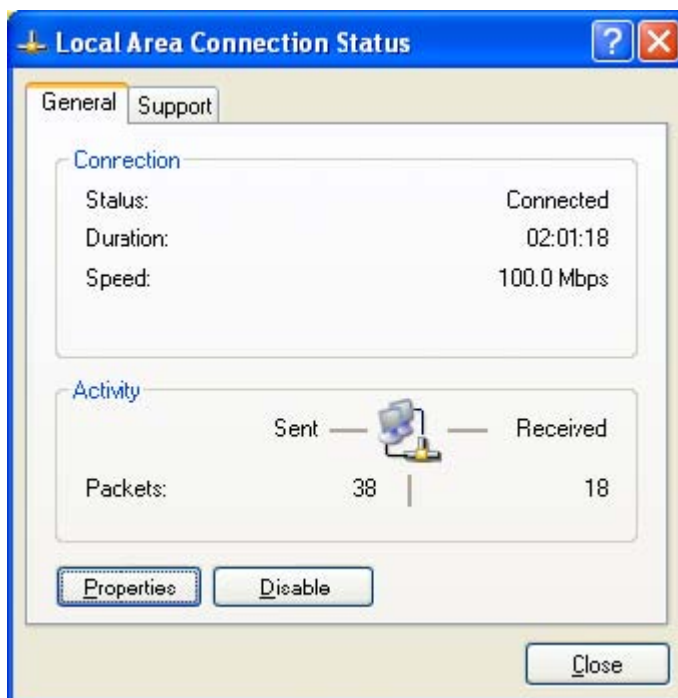 Local Area Connection Status
General Support
Connection
Status: Connected
Duration: 02:01:18
Speed: 100.0 Mbps
Activity
Sent Received
Packets: 38 18
Properties Disable
Close